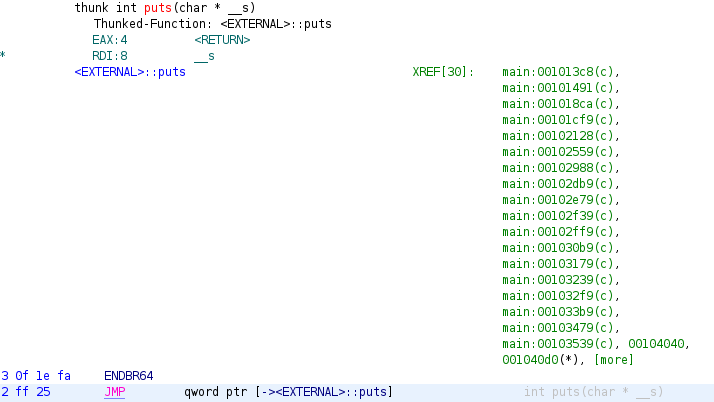 thunk int puts(char * __s)
Thunked-Function: <EXTERNAL>::puts
EAX:4 <RETURN>
* RDI:8 __s
<EXTERNAL>::puts XREF[30]: main:001013c8(c),
main:00101491(c),
main:001018ca(c),
main:00101cf9(c),
main:00102128(c),
main:00102559(c),
main:00102988(c),
main:00102db9(c),
main:00102e79(c),
main:00102f39(c),
main:00102ff9(c),
main:001030b9(c),
main:00103179(c),
main:00103239(c),
main:001032f9(c),
main:001033b9(c),
main:00103479(c),
main:00103539(c), 00104040,
001040d0(*), [more]
3 0f 1e fa ENDBR64
2 ff 25 JMP qword ptr [-><EXTERNAL>::puts] int puts(char * __s)